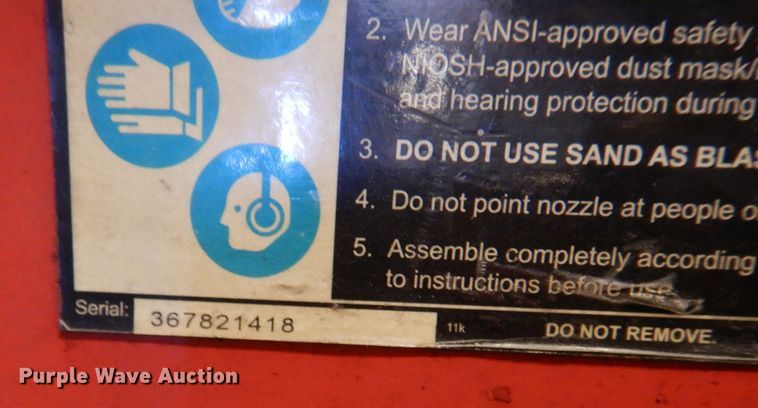 2. Wear ANSI-approved safety
NIOSH-approved dust mask/
and hearing protection during
3. DO NOT USE SAND AS BLAS
4. Do not point nozzle at people o
5. Assemble completely according
to instructions before use.
Serial: 367821418
11k
DO NOT REMOVE.
Purple Wave Auction